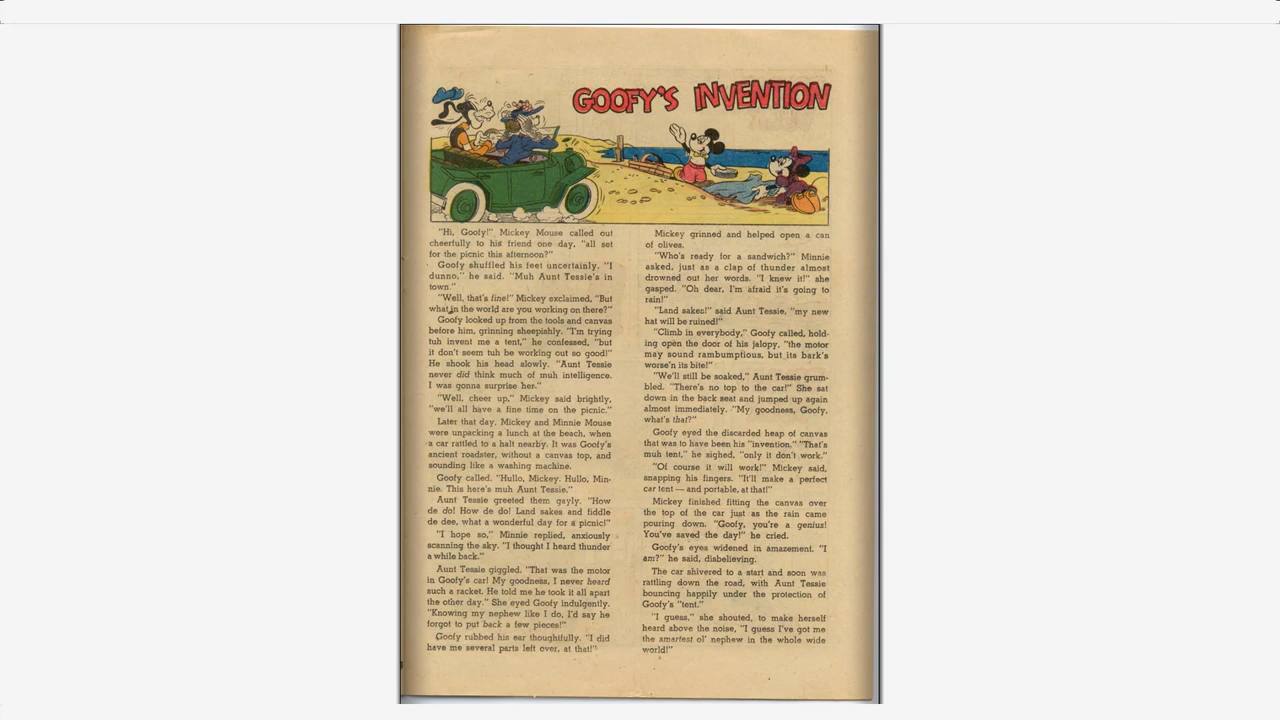 GOOFY'S INVENTION
"Hi, Goofy!" Mickey Mouse called out
cheerfully to his friend one day, "all set
for the picnic this afternoon?"
Goofy shuffled his feet uncertainly. "I
dunno," he said. "Muh Aunt Tessie's in
town."
"Well, that's fine!" Mickey exclaimed, "But
what in the world are you working on there?"
Goofy looked up from the tools and canvas
before him, grinning sheepishly. "I'm trying
tuh invent me a tent," he confessed, "but
it don't seem tuh be working out so good!"
He shook his head slowly. "Aunt Tessie
never did think much of muh intelligence.
I was gonna surprise her."
"Well, cheer up," Mickey said brightly,
"we'll all have a fine time on the picnic."
Later that day, Mickey and Minnie Mouse
were unpacking a lunch at the beach, when
a car rattled to a halt nearby. It was Goofy's
ancient roadster, without a canvas top, and
sounding like a washing machine.
Goofy called. "Hullo, Mickey. Hullo, Min-
nie. This here's muh Aunt Tessie."
Aunt Tessie greeted them gayly. "How
de do! How de do! Land sakes and fiddle
de dee, what a wonderful day for a picnic!"
"I hope so," Minnie replied, anxiously
scanning the sky. "I thought I heard thunder
a while back."
Aunt Tessie giggled. "That was the motor
in Goofy's car! My goodness, I never heard
such a racket. He told me he took it all apart
the other day." She eyed Goofy indulgently.
"Knowing my nephew like I do, I'd say he
forgot to put back a few pieces!"
Goofy rubbed his ear thoughtfully. "I did
have me several parts left over, at that!"
Mickey grinned and helped open a can
of olives.
"Who's ready for a sandwich?" Minnie
asked, just as a clap of thunder almost
drowned out her words. "I knew it!" she
gasped. "Oh dear, I'm afraid it's going to
rain!"
"Land sakes!" said Aunt Tessie, "my new
hat will be ruined!"
"Climb in everybody," Goofy called, hold-
ing open the door of his jalopy, "the motor
may sound rambumptious, but its bark's
worse'n its bite!"
"We'll still be soaked," Aunt Tessie grum-
bled. "There's no top to the car!" She sat
down in the back seat and jumped up again
almost immediately. "My goodness, Goofy,
what's that?"
Goofy eyed the discarded heap of canvas
that was to have been his "invention." "That's
muh tent," he sighed, "only it don't work."
"Of course it will work!" Mickey said,
snapping his fingers. "It'll make a perfect
car tent — and portable, at that!"
Mickey finished fitting the canvas over
the top of the car just as the rain came
pouring down. "Goofy, you're a genius!
You've saved the day!" he cried.
Goofy's eyes widened in amazement. "I
am?" he said, disbelieving.
The car shivered to a start and soon was
rattling down the road, with Aunt Tessie
bouncing happily under the protection of
Goofy's "tent."
"I guess," she shouted, to make herself
heard above the noise, "I guess I've got me
the smartest ol' nephew in the whole wide
world!"